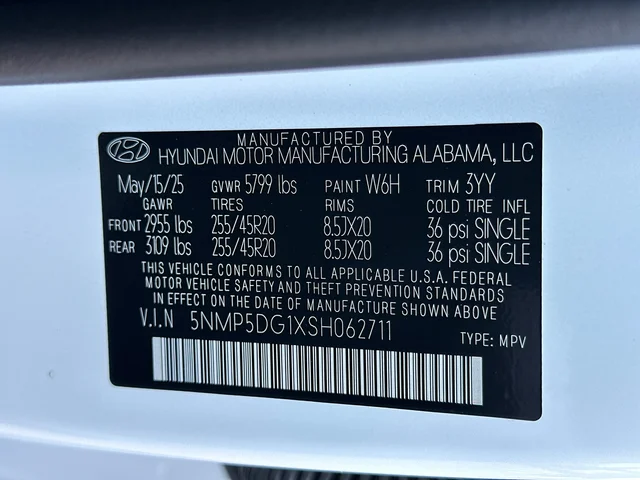 MANUFACTURED BY
HYUNDAI MOTOR MANUFACTURING ALABAMA, LLC
May/15/25 GVWR 5799 lbs PAINT W6H TRIM 3YY
GAWR TIRES RIMS COLD TIRE INFL
FRONT 2955 lbs 255/45R20 8.5JX20 36 psi SINGLE
REAR 3109 lbs 255/45R20 8.5JX20 36 psi SINGLE
THIS VEHICLE CONFORMS TO ALL APPLICABLE U.S.A. FEDERAL
MOTOR VEHICLE SAFETY, BUMPER, AND THEFT PREVENTION STANDARDS
IN EFFECT ON THE DATE OF MANUFACTURE SHOWN ABOVE
V.I.N 5NMP5DG1XSH062711
TYPE: MPV